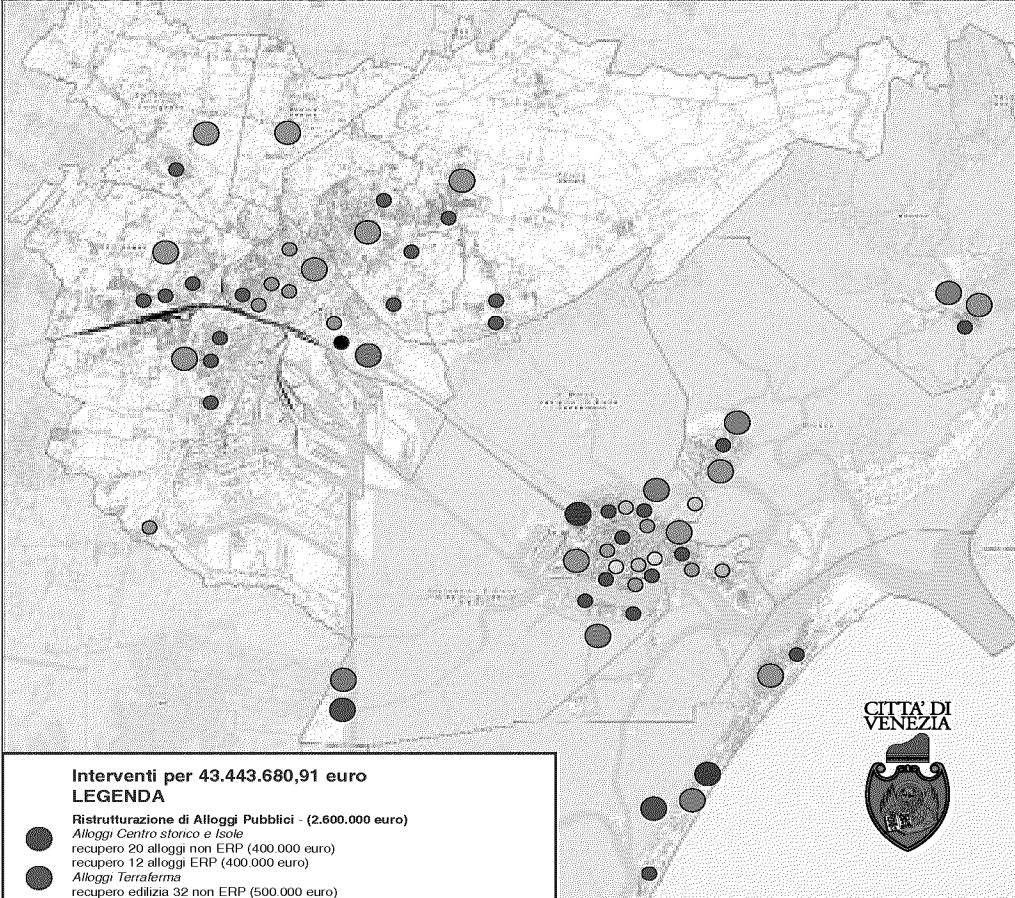 CITTA' DI
VENEZIA
Interventi per 43.443.680,91 euro
LEGENDA
Ristrutturazione di Alloggi Pubblici - (2.600.000 euro)
Alloggi Centro storico e Isole
recupero 20 alloggi non ERP (400.000 euro)
recupero 12 alloggi ERP (400.000 euro)
Alloggi Terraferma
recupero edilizia 32 non ERP (500.000 euro)